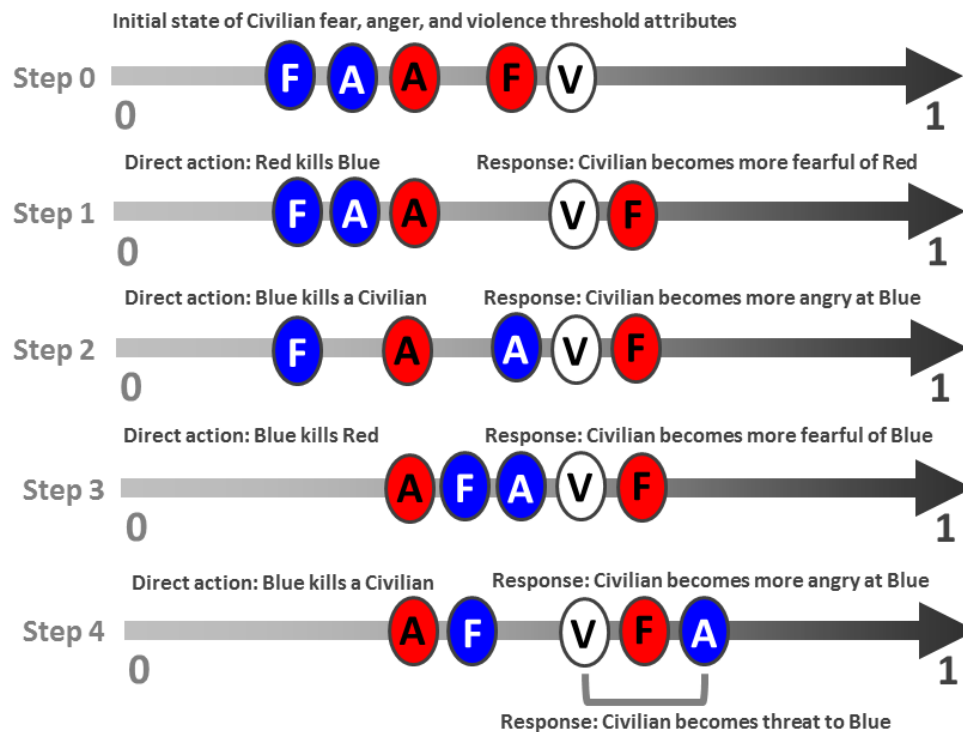 Initial state of Civilian fear, anger, and violence threshold attributes
Step 0
F A A F V
0 1
Direct action: Red kills Blue Response: Civilian becomes more fearful of Red
Step 1
F A A V F
0 1
Direct action: Blue kills a Civilian Response: Civilian becomes more angry at Blue
Step 2
F A A V F
0 1
Direct action: Blue kills Red Response: Civilian becomes more fearful of Blue
Step 3
A F A V F
0 1
Direct action: Blue kills a Civilian Response: Civilian becomes more angry at Blue
Step 4
A F V F A
0 1
Response: Civilian becomes threat to Blue